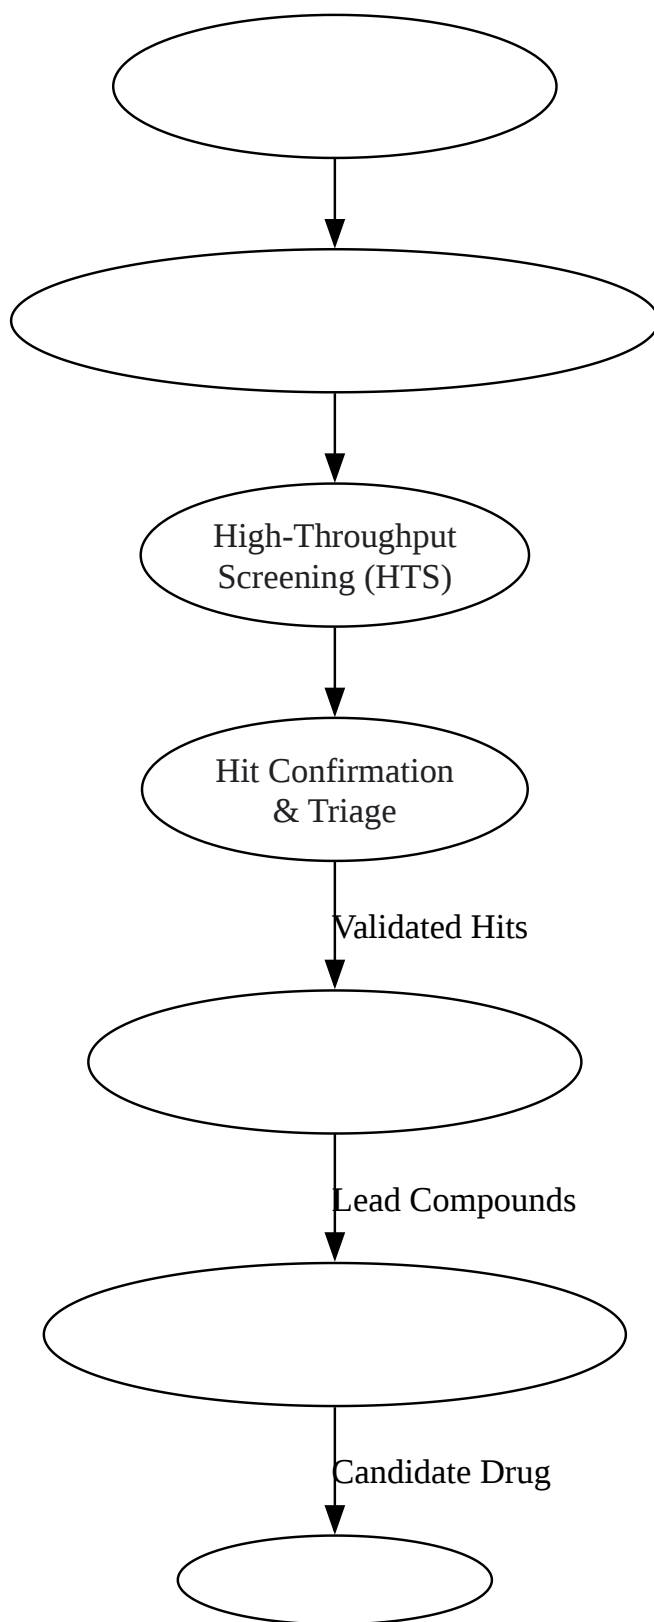 High-Throughput
Screening (HTS)
Hit Confirmation
& Triage
Validated Hits
Lead Compounds
Candidate Drug